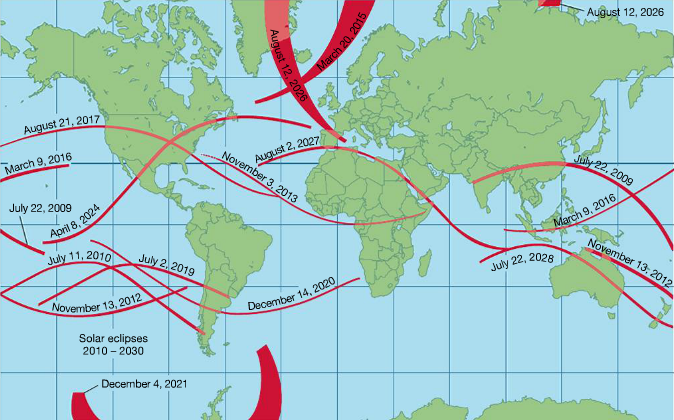 August 12, 2026
March 20, 2015
August 12, 2026
August 21, 2017
August 2, 2027
November 3, 2013
March 9, 2016
July 22, 2009
July 22, 2009
April 8, 2024
March 9, 2016
July 11, 2010
July 2, 2019
July 22, 2028
November 13, 2012
November 13, 2012
December 14, 2020
Solar eclipses
2010 – 2030
December 4, 2021